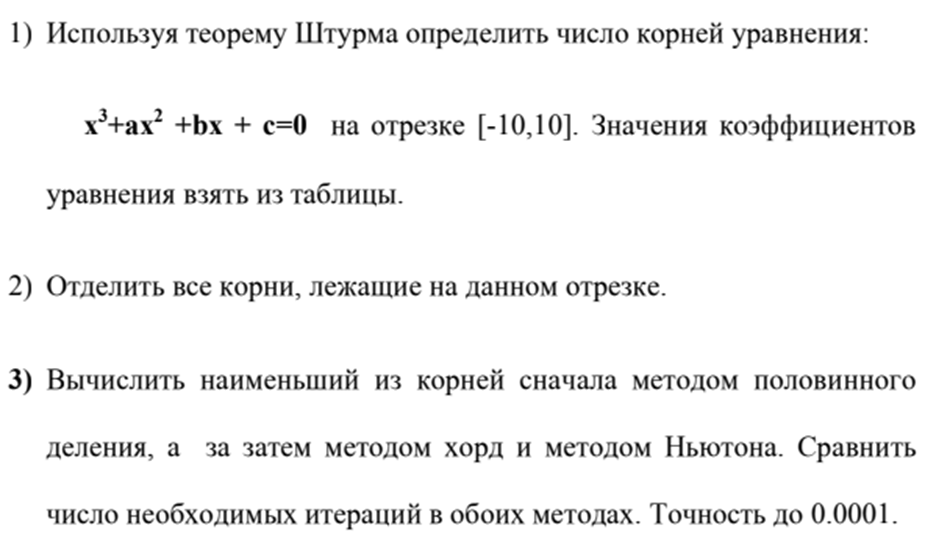 1) Используя теорему Штурма определить число корней уравнения:
x³+ax² +bx + c=0 на отрезке [-10,10]. Значения коэффициентов
уравнения взять из таблицы.
2) Отделить все корни, лежащие на данном отрезке.
3) Вычислить наименьший из корней сначала методом половинного
деления, а за затем методом хорд и методом Ньютона. Сравнить
число необходимых итераций в обоих методах. Точность до 0.0001.